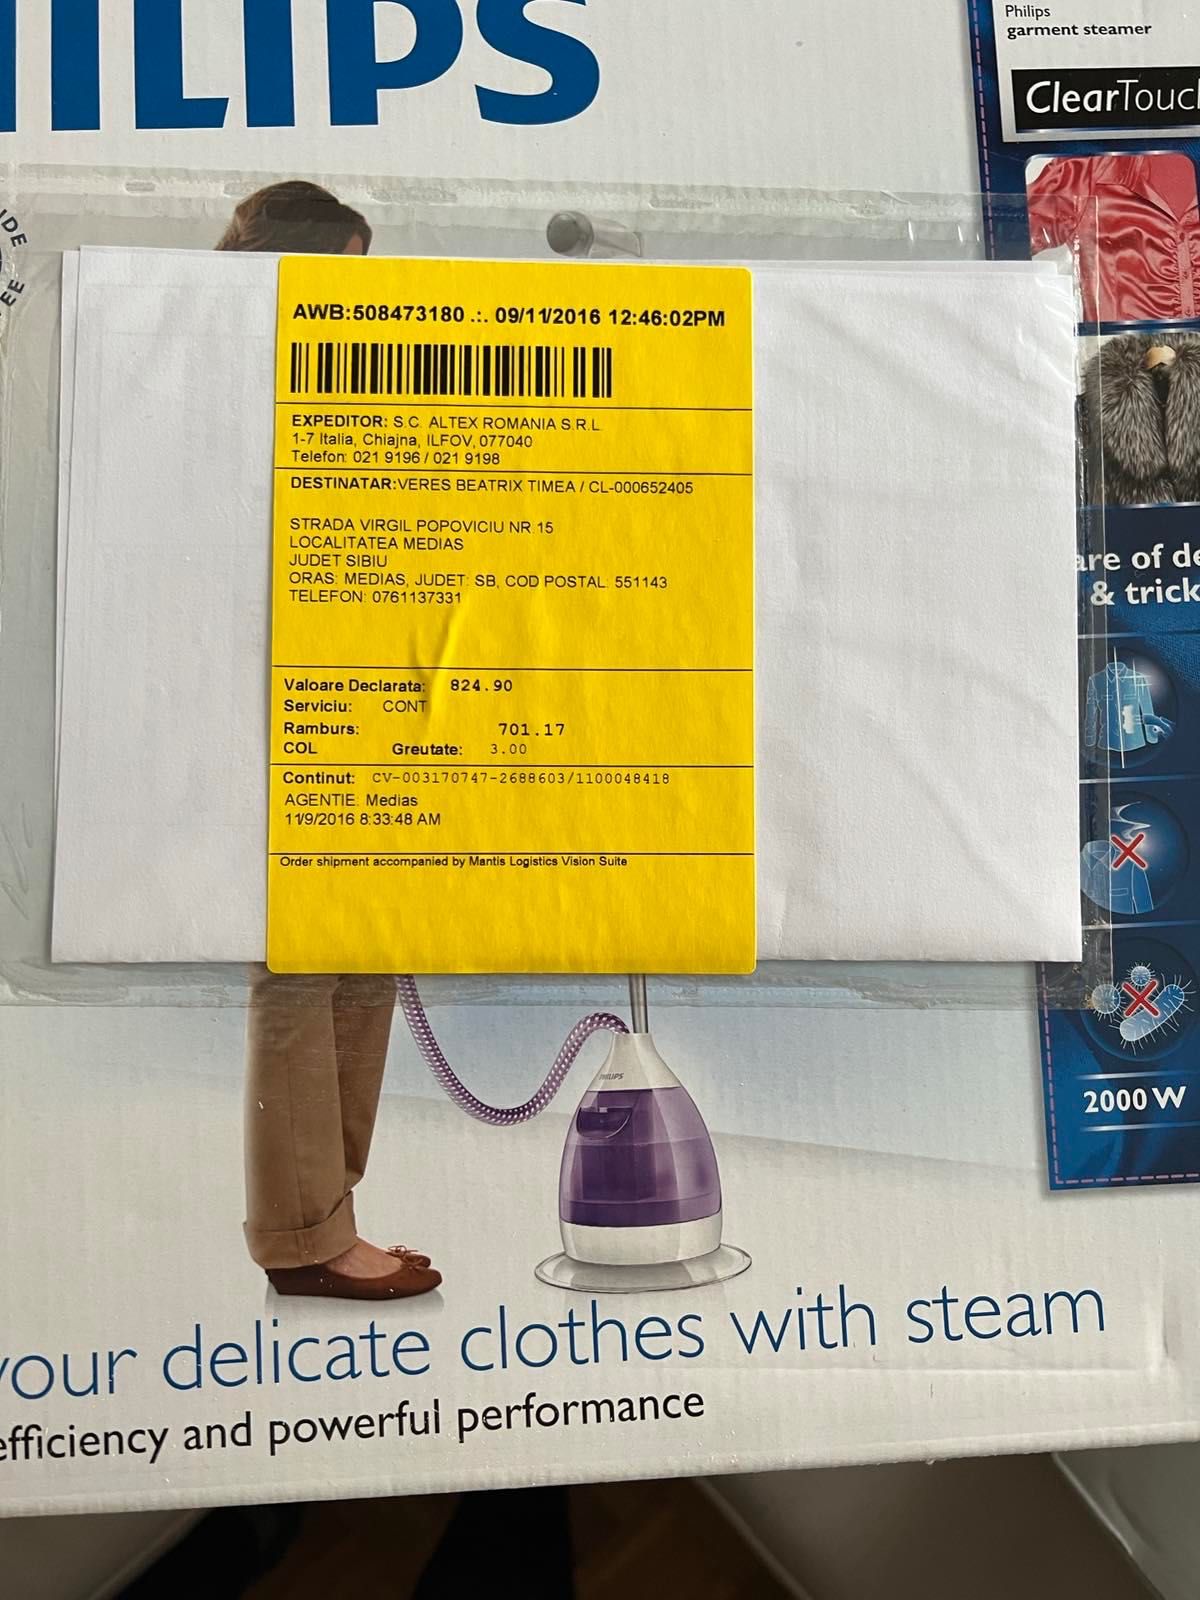 PHILIPS
Philips
garment steamer
ClearTouch
AWB:508473180 .:. 09/11/2016 12:46:02PM
EXPEDITOR: S.C. ALTEX ROMANIA S.R.L.
1-7 Italia, Chiajna, ILFOV, 077040
Telefon: 021 9196 / 021 9198
DESTINATAR:VERES BEATRIX TIMEA / CL-000652405
STRADA VIRGIL POPOVICIU NR.15
LOCALITATEA MEDIAS
JUDET SIBIU
ORAS: MEDIAS, JUDET: SB, COD POSTAL: 551143
TELEFON: 0761137331
Valoare Declarata: 824.90
Serviciu: CONT
Ramburs: 701.17
COL Greutate: 3.00
Continut: CV-003170747-2688603/1100048418
AGENTIE: Medias
11/9/2016 8:33:48 AM
Order shipment accompanied by Mantis Logistics Vision Suite
are of de
& trick
PHILIPS
2000 W
your delicate clothes with steam
efficiency and powerful performance